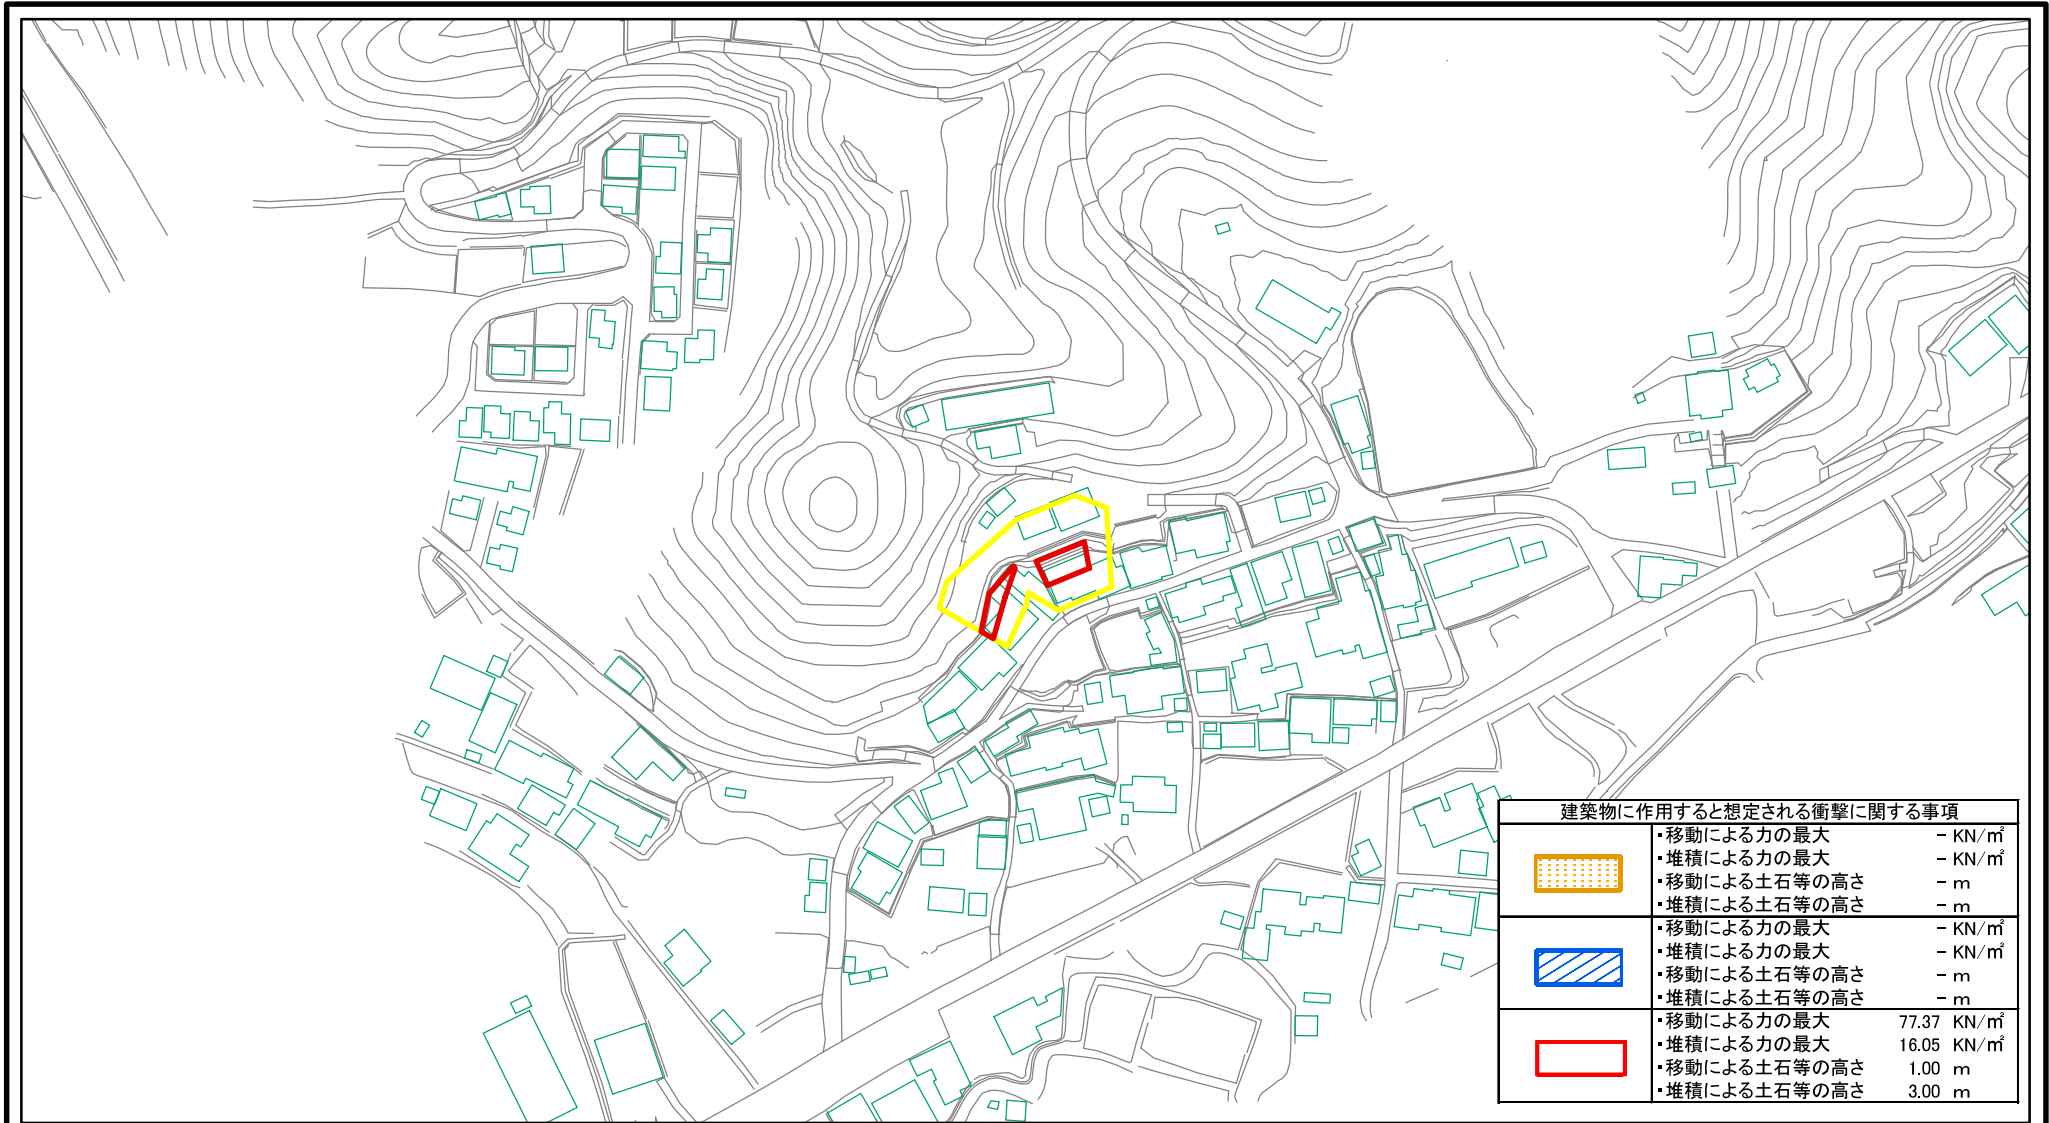 建築物に作用すると想定される衝撃に関する事項
・移動による力の最大 - KN/㎡
・堆積による力の最大 - KN/㎡
・移動による土石等の高さ - m
・堆積による土石等の高さ - m
・移動による力の最大 - KN/㎡
・堆積による力の最大 - KN/㎡
・移動による土石等の高さ - m
・堆積による土石等の高さ - m
・移動による力の最大 77.37 KN/㎡
・堆積による力の最大 16.05 KN/㎡
・移動による土石等の高さ 1.00 m
・堆積による土石等の高さ 3.00 m